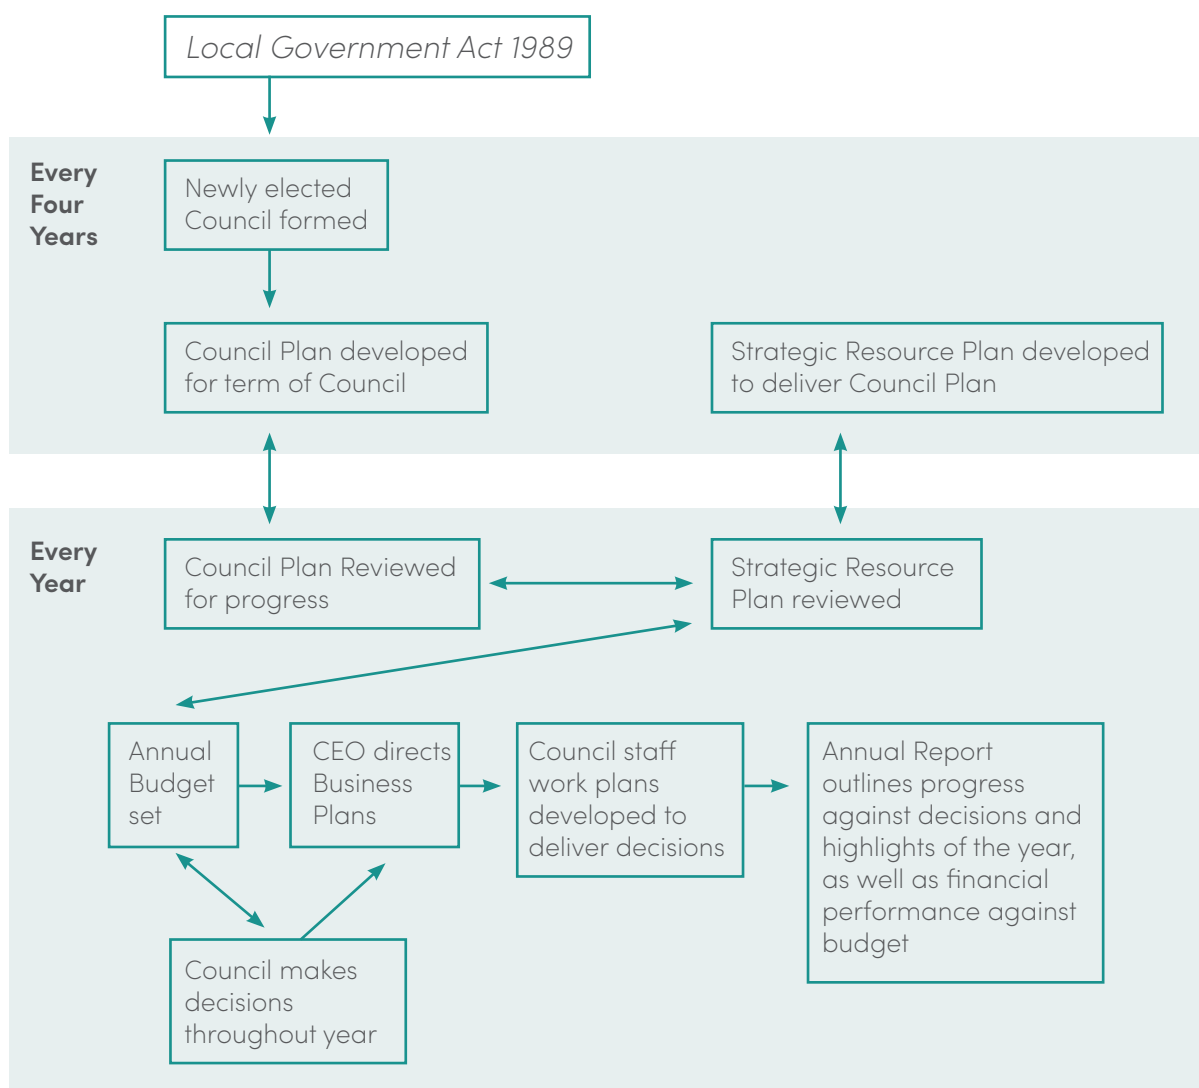 Local Government Act 1989
Every
Four
Years
Newly elected
Council formed
Council Plan developed
for term of Council
Strategic Resource Plan developed
to deliver Council Plan
Every
Year
Council Plan Reviewed
for progress
Strategic Resource
Plan reviewed
Annual
Budget
set
CEO directs
Business
Plans
Council staff
work plans
developed to
deliver decisions
Annual Report
outlines progress
against decisions and
highlights of the year,
as well as financial
performance against
budget
Council makes
decisions
throughout year